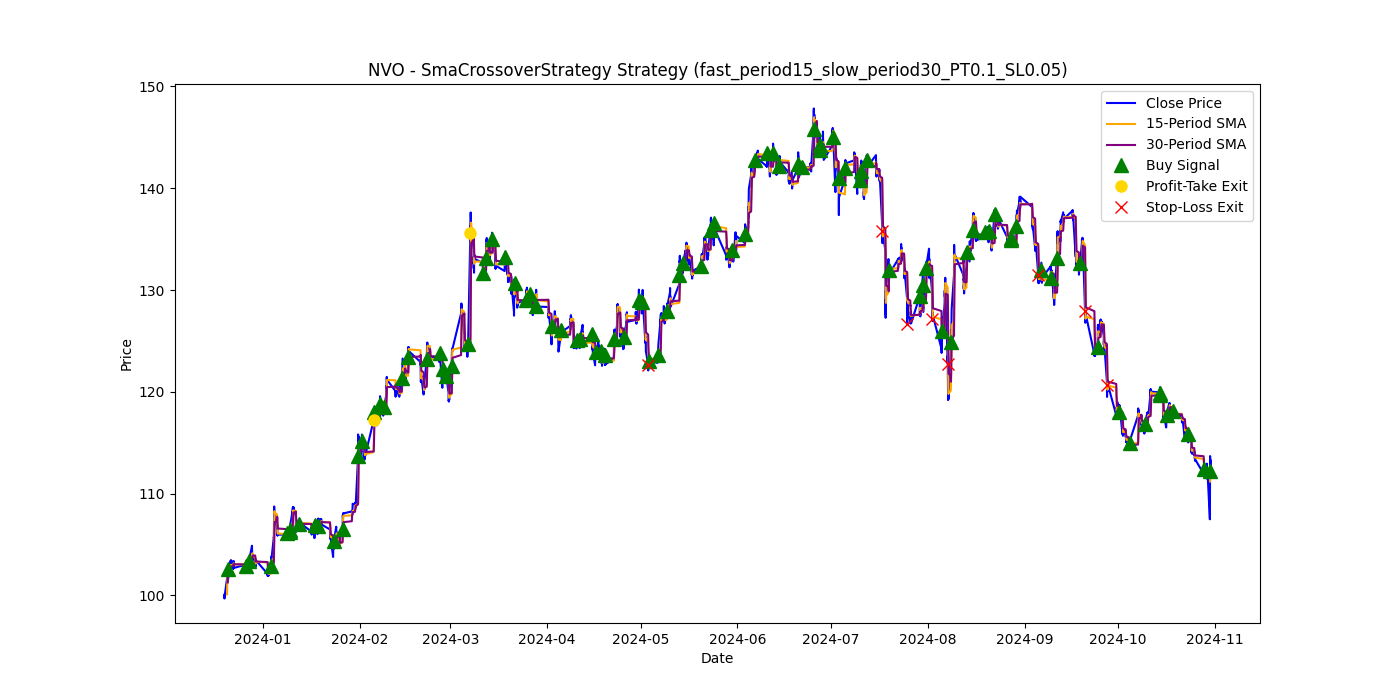 NVO - SmaCrossoverStrategy Strategy (fast_period15_slow_period30_PT0.1_SL0.05)
Close Price
15-Period SMA
30-Period SMA
Buy Signal
Profit-Take Exit
Stop-Loss Exit
Price
150
140
130
120
110
100
2024-01 2024-02 2024-03 2024-04 2024-05 2024-06 2024-07 2024-08 2024-09 2024-10 2024-11
Date